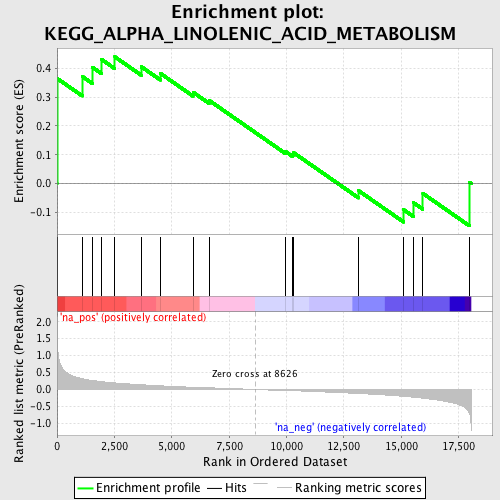 Enrichment plot:
KEGG_ALPHA_LINOLENIC_ACID_METABOLISM
Enrichment score (ES)
0.4
0.3
0.2
0.1
0.0
-0.1
'na_pos' (positively correlated)
Ranked list metric (PreRanked)
2.0
1.5
1.0
0.5
0.0
-0.5
-1.0
Zero cross at 8626
'na_neg' (negatively correlated)
0 2,500 5,000 7,500 10,000 12,500 15,000 17,500
Rank in Ordered Dataset
Enrichment profile Hits Ranking metric scores